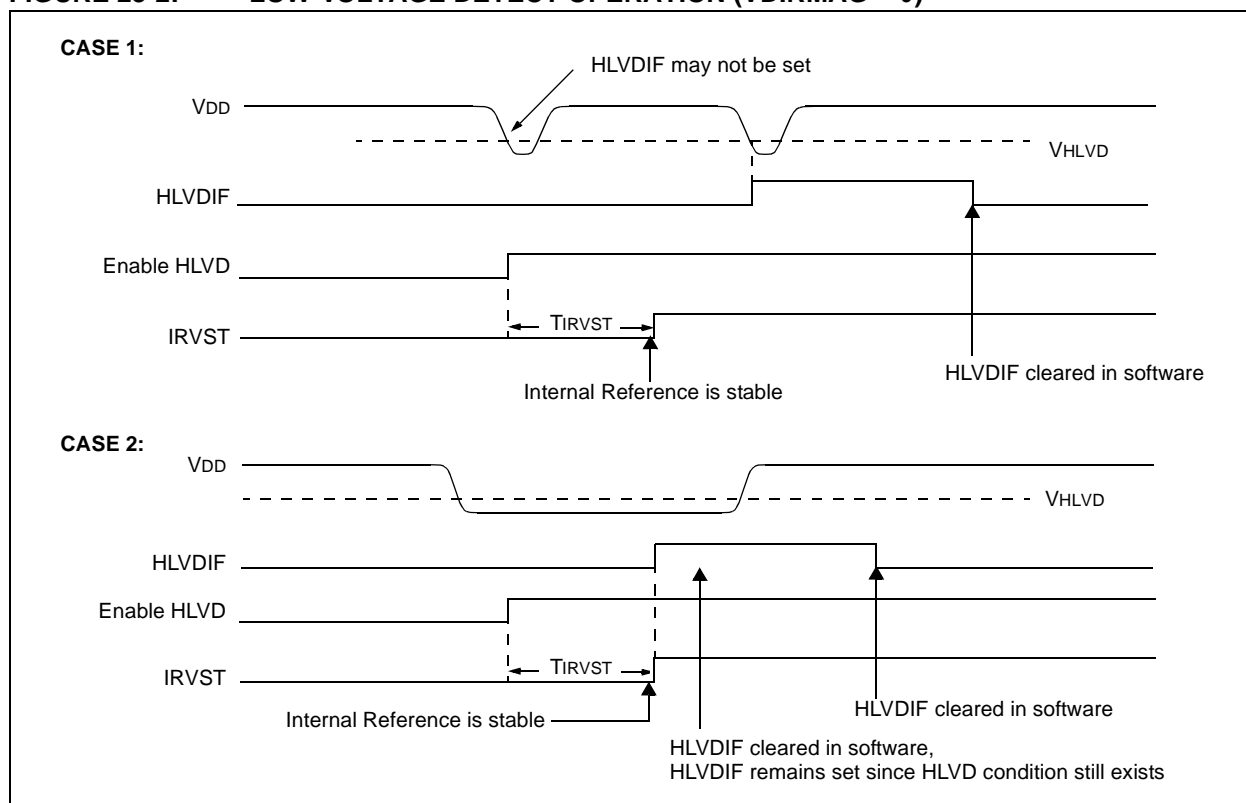 CASE 1:
HLVDIF may not be set
VDD
VHLVD
HLVDIF
Enable HLVD
TIRVST
IRVST
HLVDIF cleared in software
Internal Reference is stable
CASE 2:
VDD
VHLVD
HLVDIF
Enable HLVD
TIRVST
IRVST
Internal Reference is stable
HLVDIF cleared in software
HLVDIF cleared in software,
HLVDIF remains set since HLVD condition still exists